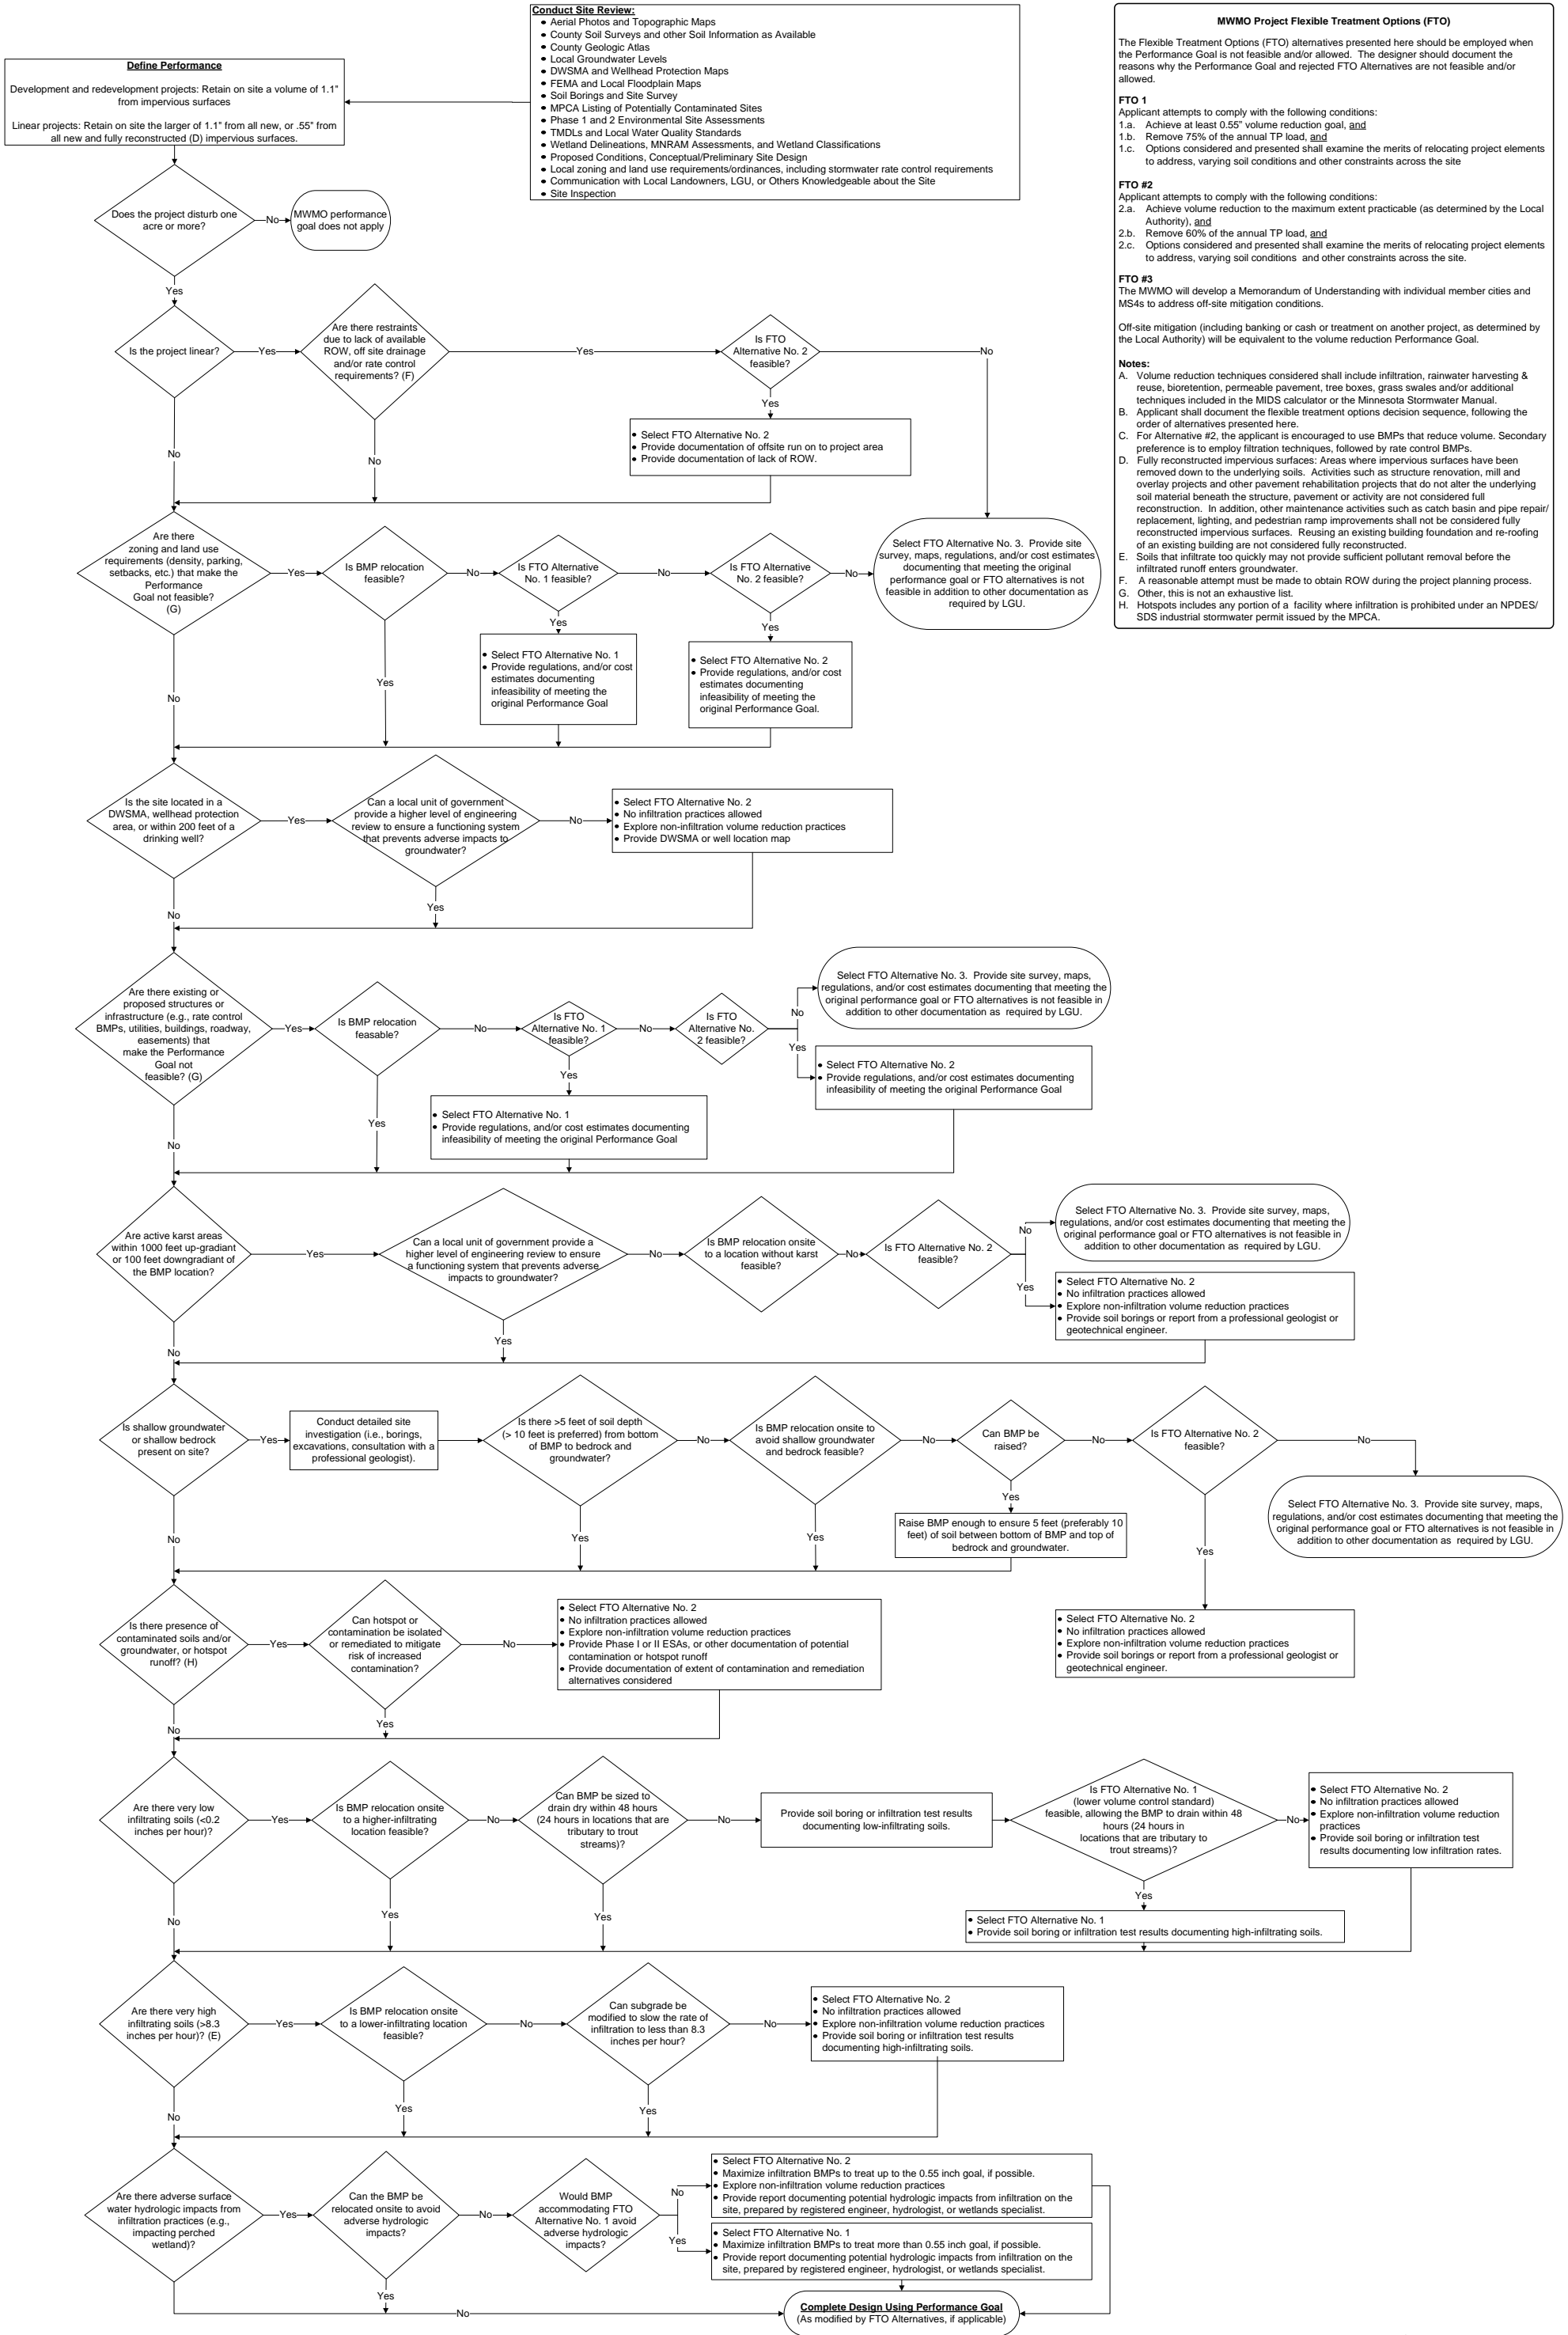 Conduct Site Review:
• Aerial Photos and Topographic Maps
• County Soil Surveys and other Soil Information as Available
• County Geologic Atlas
• Local Groundwater Levels
• DWSMA and Wellhead Protection Maps
• FEMA and Local Floodplain Maps
• Soil Borings and Site Survey
• MPCA Listing of Potentially Contaminated Sites
• Phase 1 and 2 Environmental Site Assessments
• TMDLs and Local Water Quality Standards
• Wetland Delineations, MNRAM Assessments, and Wetland Classifications
• Proposed Conditions, Conceptual/Preliminary Site Design
• Local zoning and land use requirements/ordinances, including stormwater rate control requirements
• Communication with Local Landowners, LGU, or Others Knowledgeable about the Site
• Site Inspection
MWMO Project Flexible Treatment Options (FTO)
The Flexible Treatment Options (FTO) alternatives presented here should be employed when
the Performance Goal is not feasible and/or allowed. The designer should document the
reasons why the Performance Goal and rejected FTO Alternatives are not feasible and/or
allowed.
FTO 1
Applicant attempts to comply with the following conditions:
1.a. Achieve at least 0.55" volume reduction goal, and
1.b. Remove 75% of the annual TP load, and
1.c. Options considered and presented shall examine the merits of relocating project elements
to address, varying soil conditions and other constraints across the site
FTO #2
Applicant attempts to comply with the following conditions:
2.a. Achieve volume reduction to the maximum extent practicable (as determined by the Local
Authority), and
2.b. Remove 60% of the annual TP load, and
2.c. Options considered and presented shall examine the merits of relocating project elements
to address, varying soil conditions and other constraints across the site.
FTO #3
The MWMO will develop a Memorandum of Understanding with individual member cities and
MS4s to address off-site mitigation conditions.
Off-site mitigation (including banking or cash or treatment on another project, as determined by
the Local Authority) will be equivalent to the volume reduction Performance Goal.
Notes:
A. Volume reduction techniques considered shall include infiltration, rainwater harvesting &
reuse, bioretention, permeable pavement, tree boxes, grass swales and/or additional
techniques included in the MIDS calculator or the Minnesota Stormwater Manual.
B. Applicant shall document the flexible treatment options decision sequence, following the
order of alternatives presented here.
C. For Alternative #2, the applicant is encouraged to use BMPs that reduce volume. Secondary
preference is to employ filtration techniques, followed by rate control BMPs.
D. Fully reconstructed impervious surfaces: Areas where impervious surfaces have been
removed down to the underlying soils. Activities such as structure renovation, mill and
overlay projects and other pavement rehabilitation projects that do not alter the underlying
soil material beneath the structure, pavement or activity are not considered full
reconstruction. In addition, other maintenance activities such as catch basin and pipe repair/
replacement, lighting, and pedestrian ramp improvements shall not be considered fully
reconstructed impervious surfaces. Reusing an existing building foundation and re-roofing
of an existing building are not considered fully reconstructed.
E. Soils that infiltrate too quickly may not provide sufficient pollutant removal before the
infiltrated runoff enters groundwater.
F. A reasonable attempt must be made to obtain ROW during the project planning process.
G. Other, this is not an exhaustive list.
H. Hotspots includes any portion of a facility where infiltration is prohibited under an NPDES/
SDS industrial stormwater permit issued by the MPCA.
Define Performance
Development and redevelopment projects: Retain on site a volume of 1.1"
from impervious surfaces
Linear projects: Retain on site the larger of 1.1" from all new, or .55" from
all new and fully reconstructed (D) impervious surfaces.
Does the project disturb one
acre or more?
No
MWMO performance
goal does not apply
Yes
Is the project linear?
Yes
Are there restraints
due to lack of available
ROW, off site drainage
and/or rate control
requirements? (F)
Yes
Is FTO
Alternative No. 2
feasible?
No
Yes
• Select FTO Alternative No. 2
• Provide documentation of offsite run on to project area
• Provide documentation of lack of ROW.
No
No
Are there
zoning and land use
requirements (density, parking,
setbacks, etc.) that make the
Performance
Goal not feasible?
(G)
Yes
Is BMP relocation
feasible?
No
Is FTO Alternative
No. 1 feasible?
No
Is FTO Alternative
No. 2 feasible?
No
Select FTO Alternative No. 3. Provide site
survey, maps, regulations, and/or cost estimates
documenting that meeting the original
performance goal or FTO alternatives is not
feasible in addition to other documentation as
required by LGU.
Yes
Yes
• Select FTO Alternative No. 1
• Provide regulations, and/or cost
estimates documenting
infeasibility of meeting the
original Performance Goal
• Select FTO Alternative No. 2
• Provide regulations, and/or cost
estimates documenting
infeasibility of meeting the
original Performance Goal.
Yes
No
Is the site located in a
DWSMA, wellhead protection
area, or within 200 feet of a
drinking well?
Yes
Can a local unit of government
provide a higher level of engineering
review to ensure a functioning system
that prevents adverse impacts to
groundwater?
No
• Select FTO Alternative No. 2
• No infiltration practices allowed
• Explore non-infiltration volume reduction practices
• Provide DWSMA or well location map
Yes
No
Are there existing or
proposed structures or
infrastructure (e.g., rate control
BMPs, utilities, buildings, roadway,
easements) that
make the Performance
Goal not
feasible? (G)
Yes
Is BMP relocation
feasable?
No
Is FTO
Alternative No. 1
feasible?
No
Is FTO
Alternative No.
2 feasible?
No
Select FTO Alternative No. 3. Provide site survey, maps,
regulations, and/or cost estimates documenting that meeting the
original performance goal or FTO alternatives is not feasible in
addition to other documentation as required by LGU.
Yes
• Select FTO Alternative No. 2
• Provide regulations, and/or cost estimates documenting
infeasibility of meeting the original Performance Goal
Yes
• Select FTO Alternative No. 1
• Provide regulations, and/or cost estimates documenting
infeasibility of meeting the original Performance Goal
Yes
No
Are active karst areas
within 1000 feet up-gradiant
or 100 feet downgradiant of
the BMP location?
Yes
Can a local unit of government provide a
higher level of engineering review to ensure
a functioning system that prevents adverse
impacts to groundwater?
No
Is BMP relocation onsite
to a location without karst
feasible?
No
Is FTO Alternative No. 2
feasible?
No
Select FTO Alternative No. 3. Provide site survey, maps,
regulations, and/or cost estimates documenting that meeting the
original performance goal or FTO alternatives is not feasible in
addition to other documentation as required by LGU.
Yes
• Select FTO Alternative No. 2
• No infiltration practices allowed
• Explore non-infiltration volume reduction practices
• Provide soil borings or report from a professional geologist or
geotechnical engineer.
Yes
No
Is shallow groundwater
or shallow bedrock
present on site?
Yes
Conduct detailed site
investigation (i.e., borings,
excavations, consultation with a
professional geologist).
Is there >5 feet of soil depth
(> 10 feet is preferred) from bottom
of BMP to bedrock and
groundwater?
No
Is BMP relocation onsite to
avoid shallow groundwater
and bedrock feasible?
No
Can BMP be
raised?
No
Is FTO Alternative No. 2
feasible?
No
Select FTO Alternative No. 3. Provide site survey, maps,
regulations, and/or cost estimates documenting that meeting the
original performance goal or FTO alternatives is not feasible in
addition to other documentation as required by LGU.
Yes
Raise BMP enough to ensure 5 feet (preferably 10
feet) of soil between bottom of BMP and top of
bedrock and groundwater.
No
Yes
Yes
Yes
• Select FTO Alternative No. 2
• No infiltration practices allowed
• Explore non-infiltration volume reduction practices
• Provide soil borings or report from a professional geologist or
geotechnical engineer.
Is there presence of
contaminated soils and/or
groundwater, or hotspot
runoff? (H)
Yes
Can hotspot or
contamination be isolated
or remediated to mitigate
risk of increased
contamination?
No
• Select FTO Alternative No. 2
• No infiltration practices allowed
• Explore non-infiltration volume reduction practices
• Provide Phase I or II ESAs, or other documentation of potential
contamination or hotspot runoff
• Provide documentation of extent of contamination and remediation
alternatives considered
Yes
No
Are there very low
infiltrating soils (<0.2
inches per hour)?
Yes
Is BMP relocation onsite
to a higher-infiltrating
location feasible?
No
Can BMP be sized to
drain dry within 48 hours
(24 hours in locations that are
tributary to trout
streams)?
No
Provide soil boring or infiltration test results
documenting low-infiltrating soils.
Is FTO Alternative No. 1
(lower volume control standard)
feasible, allowing the BMP to drain within 48
hours (24 hours in
locations that are tributary to
trout streams)?
No
• Select FTO Alternative No. 2
• No infiltration practices allowed
• Explore non-infiltration volume reduction
practices
• Provide soil boring or infiltration test
results documenting low infiltration rates.
Yes
• Select FTO Alternative No. 1
• Provide soil boring or infiltration test results documenting high-infiltrating soils.
No
Yes
Yes
Are there very high
infiltrating soils (>8.3
inches per hour)? (E)
Yes
Is BMP relocation onsite
to a lower-infiltrating location
feasible?
No
Can subgrade be
modified to slow the rate of
infiltration to less than 8.3
inches per hour?
No
• Select FTO Alternative No. 2
• No infiltration practices allowed
• Explore non-infiltration volume reduction practices
• Provide soil boring or infiltration test results
documenting high-infiltrating soils.
No
Yes
Yes
Are there adverse surface
water hydrologic impacts from
infiltration practices (e.g.,
impacting perched
wetland)?
Yes
Can the BMP be
relocated onsite to avoid
adverse hydrologic
impacts?
No
Would BMP
accommodating FTO
Alternative No. 1 avoid
adverse hydrologic
impacts?
No
• Select FTO Alternative No. 2
• Maximize infiltration BMPs to treat up to the 0.55 inch goal, if possible.
• Explore non-infiltration volume reduction practices
• Provide report documenting potential hydrologic impacts from infiltration on the
site, prepared by registered engineer, hydrologist, or wetlands specialist.
Yes
• Select FTO Alternative No. 1
• Maximize infiltration BMPs to treat more than 0.55 inch goal, if possible.
• Provide report documenting potential hydrologic impacts from infiltration on the
site, prepared by registered engineer, hydrologist, or wetlands specialist.
Yes
No
Complete Design Using Performance Goal
(As modified by FTO Alternatives, if applicable)